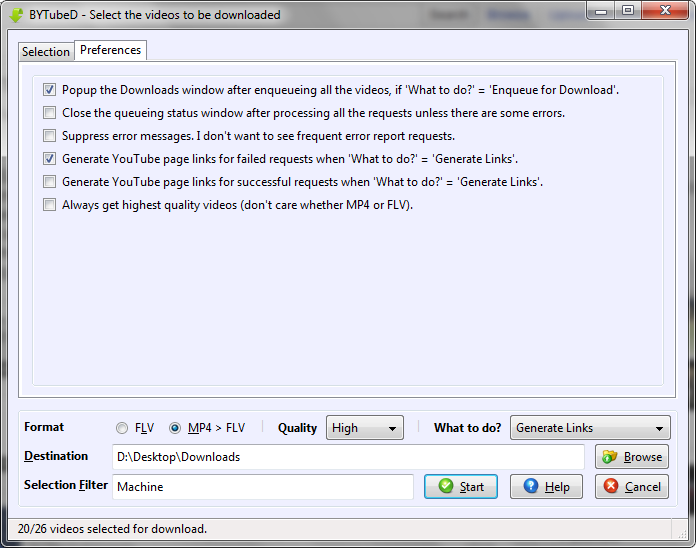 BYTubeD - Select the videos to be downloaded
Selection Preferences
Popup the Downloads window after enqueueing all the videos, if 'What to do?' = 'Enqueue for Download'.
Close the queueing status window after processing all the requests unless there are some errors.
Suppress error messages. I don't want to see frequent error report requests.
Generate YouTube page links for failed requests when 'What to do?' = 'Generate Links'.
Generate YouTube page links for successful requests when 'What to do?' = 'Generate Links'.
Always get highest quality videos (don't care whether MP4 or FLV).
Format FLV MP4 > FLV Quality High What to do? Generate Links
Destination D:\Desktop\Downloads Browse
Selection Filter Machine Start Help Cancel
20/26 videos selected for download.